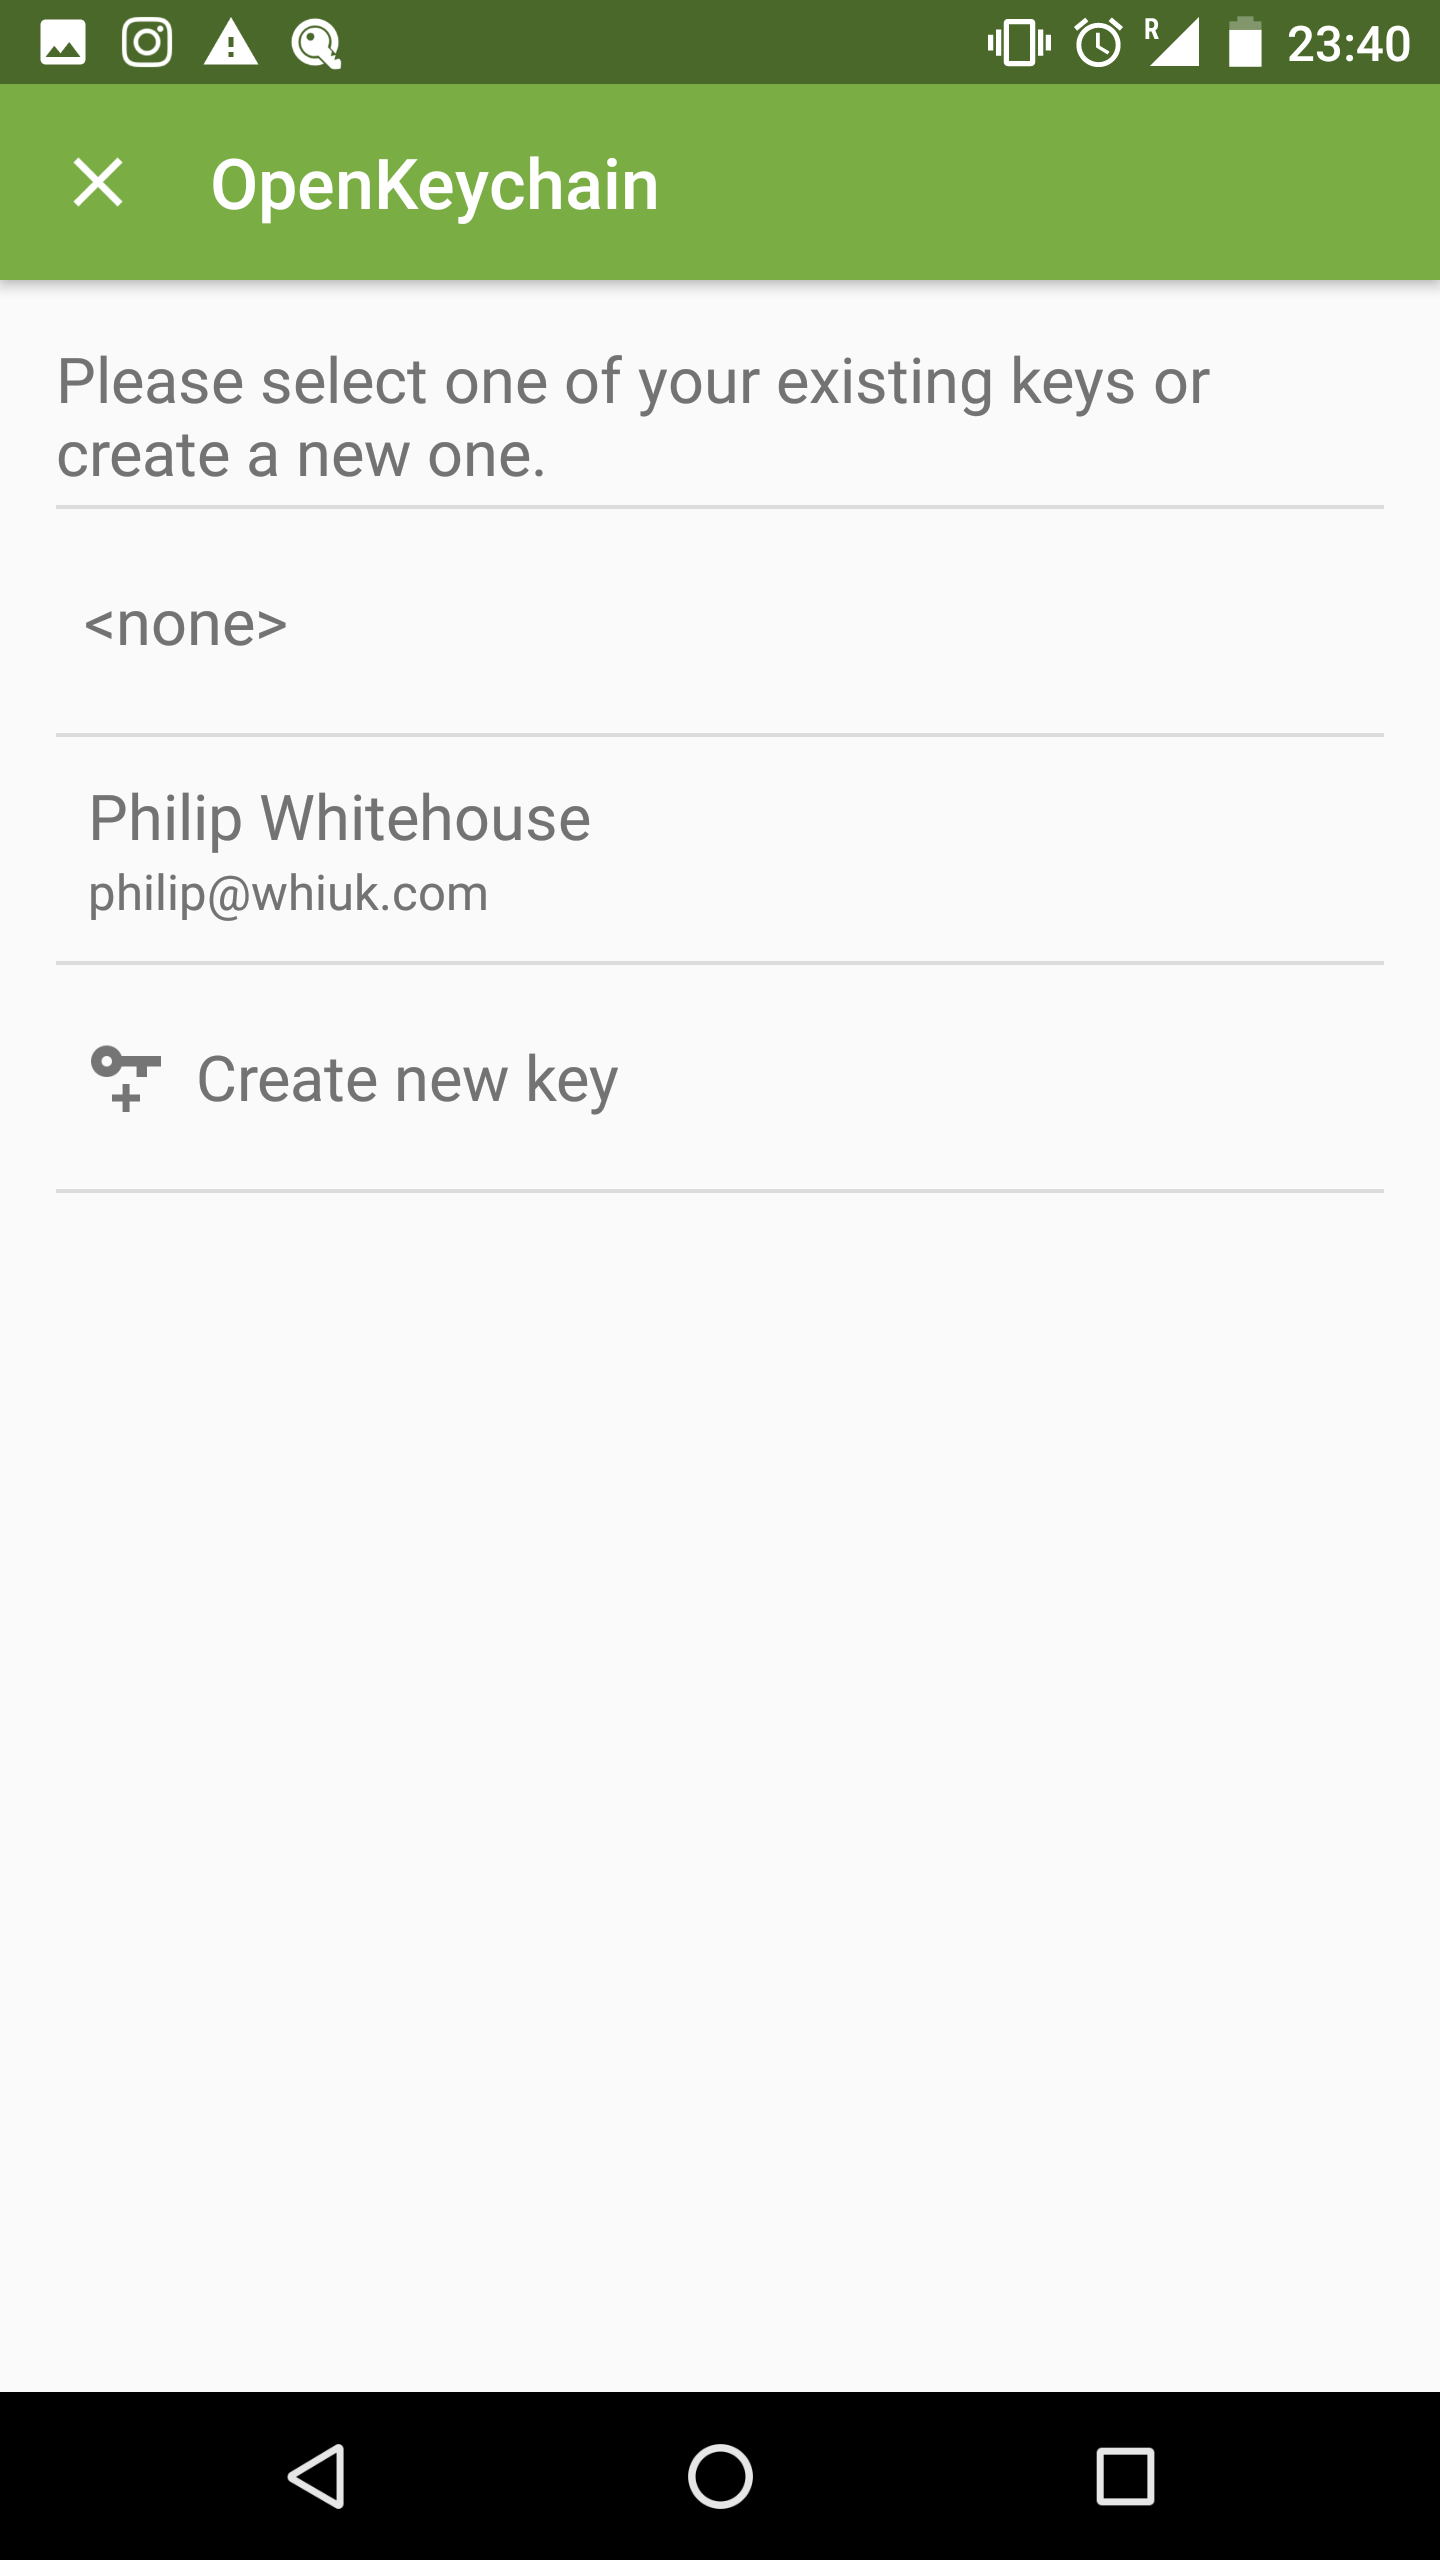 R 23:40
OpenKeychain
Please select one of your existing keys or
create a new one.
<none>
Philip Whitehouse
philip@whiuk.com
Create new key